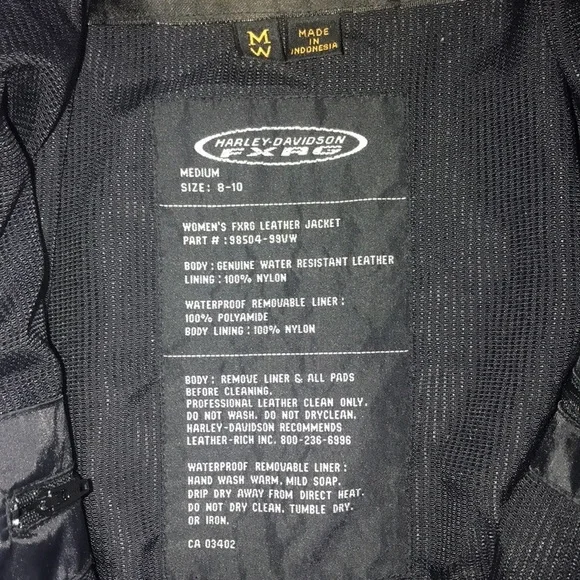 M
W
MADE
IN
INDONESIA
HARLEY-DAVIDSON
FXRG
MEDIUM
SIZE: 8-10
WOMEN'S FXRG LEATHER JACKET
PART # :98504-99VW
BODY : GENUINE WATER RESISTANT LEATHER
LINING : 100% NYLON
WATERPROOF REMOVABLE LINER :
100% POLYAMIDE
BODY LINING : 100% NYLON
BODY : REMOVE LINER & ALL PADS
BEFORE CLEANING.
PROFESSIONAL LEATHER CLEAN ONLY.
DO NOT WASH. DO NOT DRYCLEAN.
HARLEY-DAVIDSON RECOMMENDS
LEATHER-RICH INC. 800-236-6996
WATERPROOF REMOVABLE LINER :
HAND WASH WARM, MILD SOAP.
DRIP DRY AWAY FROM DIRECT HEAT.
DO NOT DRY CLEAN, TUMBLE DRY.
OR IRON.
CA 03402